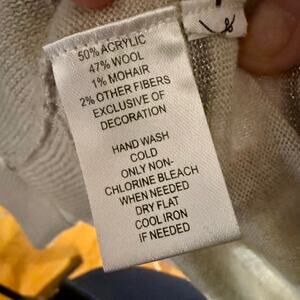 50% ACRYLIC
47% WOOL
1% MOHAIR
2% OTHER FIBERS
EXCLUSIVE OF
DECORATION
HAND WASH
COLD
ONLY NON-
CHLORINE BLEACH
WHEN NEEDED
DRY FLAT
COOL IRON
IF NEEDED